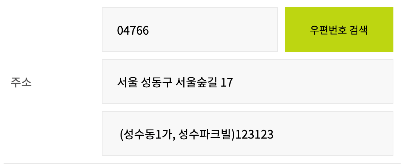 04766
우편번호 검색
주소
서울 성동구 서울숲길 17
(성수동1가, 성수파크빌)123123